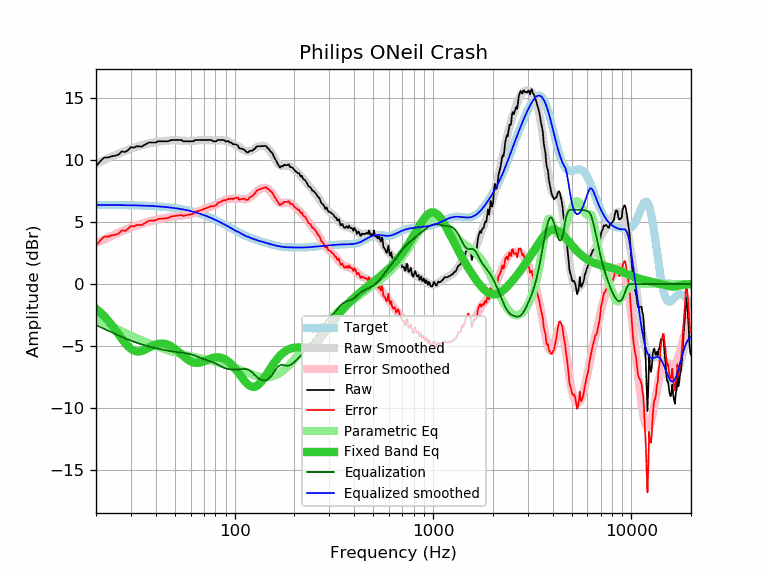 Philips ONeil Crash
Amplitude (dBr)
15
10
5
0
−5
−10
−15
Target
Raw Smoothed
Error Smoothed
Raw
Error
Parametric Eq
Fixed Band Eq
Equalization
Equalized smoothed
100
1000
10000
Frequency (Hz)